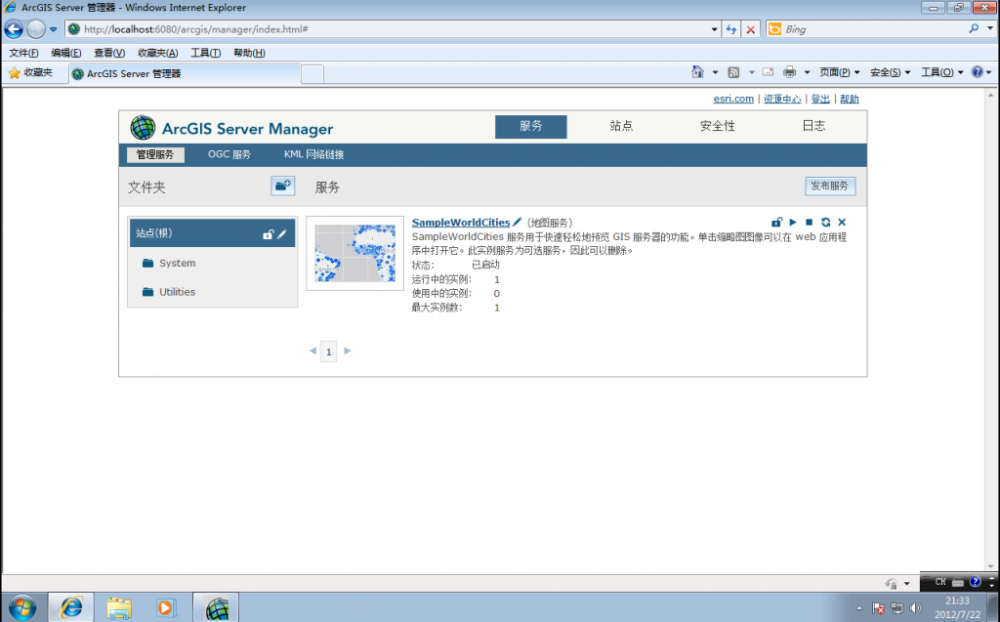 ArcGIS Server 管理器 - Windows Internet Explorer
http://localhost:6080/arcgis/manager/index.html#
Bing
文件(F) 编辑(E) 查看(V) 收藏夹(A) 工具(T) 帮助(H)
收藏夹 ArcGIS Server 管理器 页面(P) 安全(S) 工具(O)
esri.com | 资源中心 | 登出 | 帮助
ArcGIS Server Manager 服务 站点 安全性 日志
管理服务 OGC 服务 KML 网络链接
文件夹 服务 发布服务
站点(根)
System
Utilities
SampleWorldCities (地图服务)
SampleWorldCities 服务用于快速轻松地预览 GIS 服务器的功能。单击缩略图图像可以在 web 应用程
序中打开它。此实例服务为可选服务，因此可以删除。
状态： 已启动
运行中的实例： 1
使用中的实例： 0
最大实例数： 1
1
CH
21:33
2012/7/22